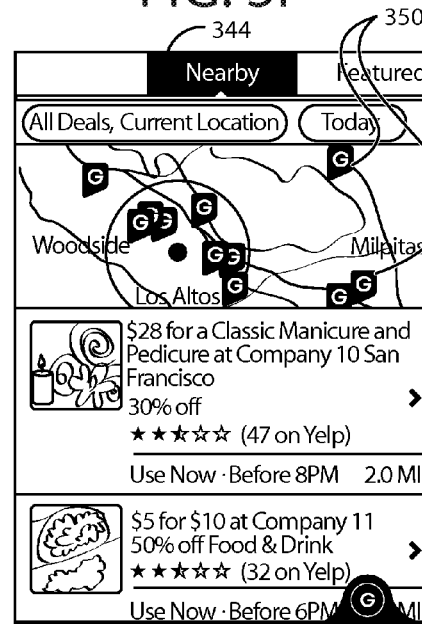 344
350
Nearby
Featured
All Deals, Current Location
Today
G
G
G
G
G
G
G
Woodside
Milpitas
Los Altos
G
G
G
$28 for a Classic Manicure and
Pedicure at Company 10 San
Francisco
30% off
★★⯪☆☆ (47 on Yelp)
Use Now · Before 8PM 2.0 MI
$5 for $10 at Company 11
50% off Food & Drink
★★⯪☆☆ (32 on Yelp)
G
Use Now · Before 6PM MI